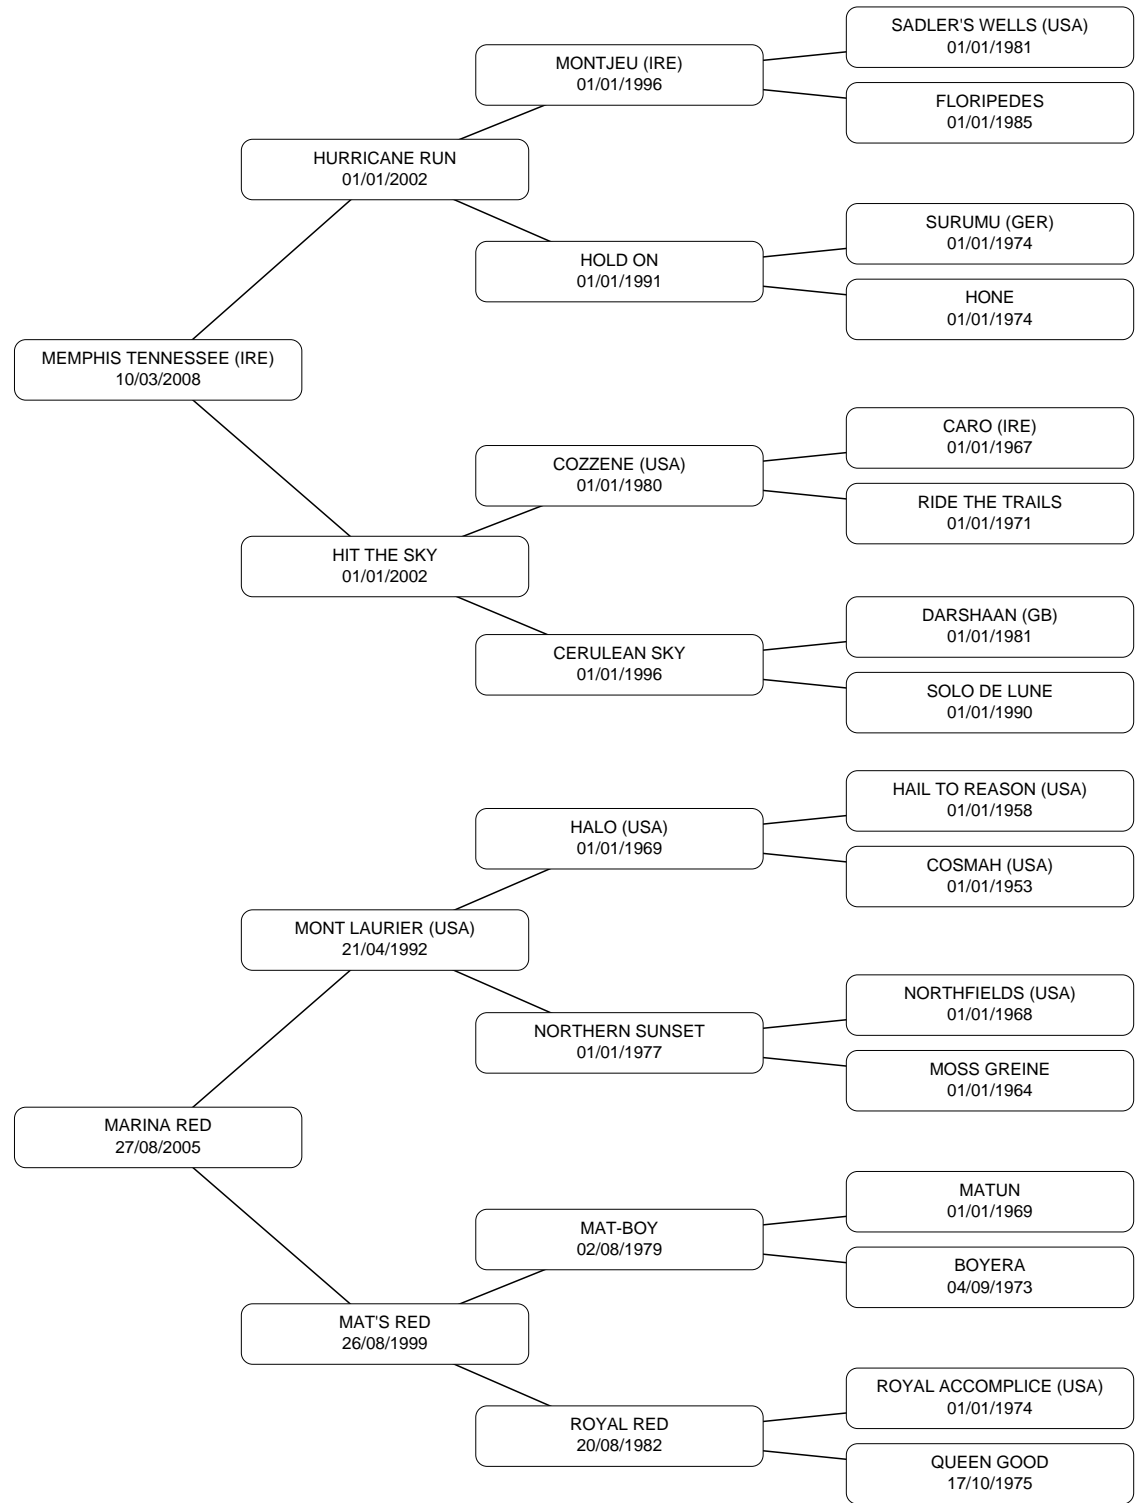 SADLER'S WELLS (USA)
01/01/1981
MONTJEU (IRE)
01/01/1996
FLORIPEDES
01/01/1985
HURRICANE RUN
01/01/2002
SURUMU (GER)
01/01/1974
HOLD ON
01/01/1991
HONE
01/01/1974
MEMPHIS TENNESSEE (IRE)
10/03/2008
CARO (IRE)
01/01/1967
COZZENE (USA)
01/01/1980
RIDE THE TRAILS
01/01/1971
HIT THE SKY
01/01/2002
DARSHAAN (GB)
01/01/1981
CERULEAN SKY
01/01/1996
SOLO DE LUNE
01/01/1990
HAIL TO REASON (USA)
01/01/1958
HALO (USA)
01/01/1969
COSMAH (USA)
01/01/1953
MONT LAURIER (USA)
21/04/1992
NORTHFIELDS (USA)
01/01/1968
NORTHERN SUNSET
01/01/1977
MOSS GREINE
01/01/1964
MARINA RED
27/08/2005
MATUN
01/01/1969
MAT-BOY
02/08/1979
BOYERA
04/09/1973
MAT'S RED
26/08/1999
ROYAL ACCOMPLICE (USA)
01/01/1974
ROYAL RED
20/08/1982
QUEEN GOOD
17/10/1975